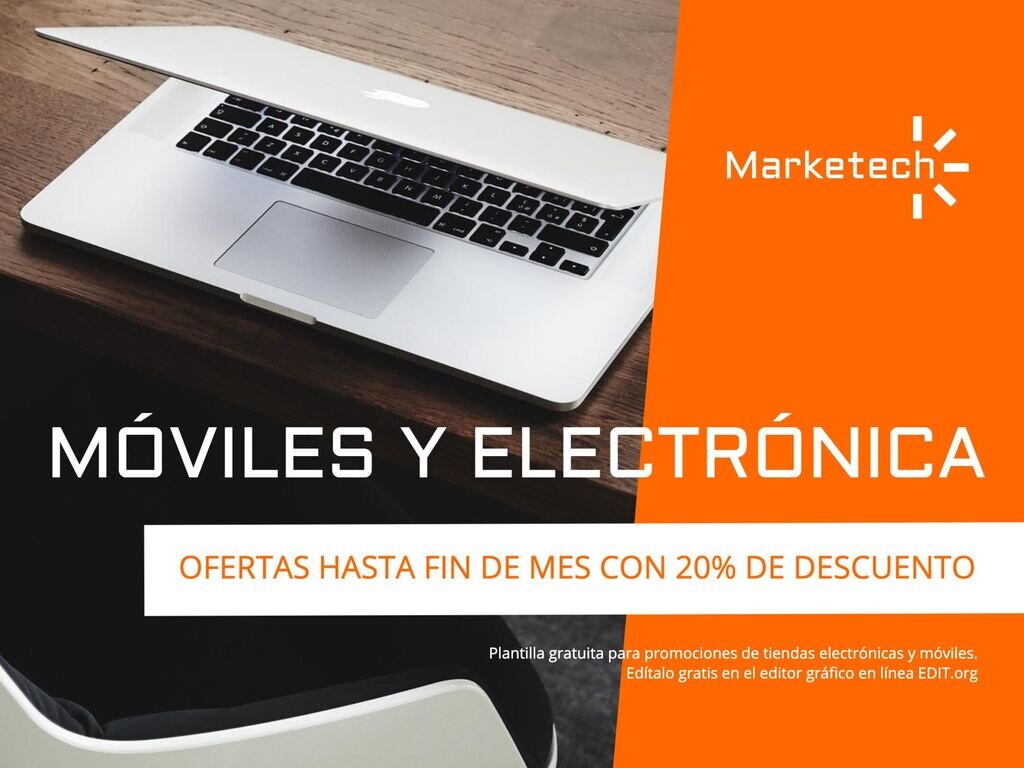 Marketech
MÓVILES Y ELECTRÓNICA
OFERTAS HASTA FIN DE MES CON 20% DE DESCUENTO
Plantilla gratuita para promociones de tiendas electrónicas y móviles.
Edítalo gratis en el editor gráfico en línea EDIT.org